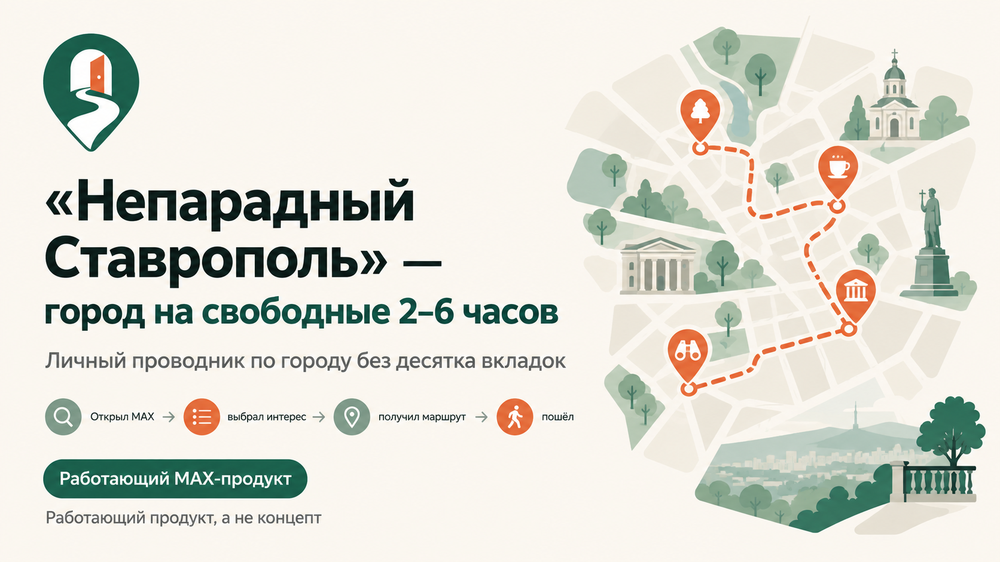 «Непарадный
Ставрополь» —
город на свободные 2–6 часов
Личный проводник по городу без десятка вкладок
Открыл MAX → выбрал интерес → получил маршрут → пошёл
Работающий MAX-продукт
Работающий продукт, а не концепт